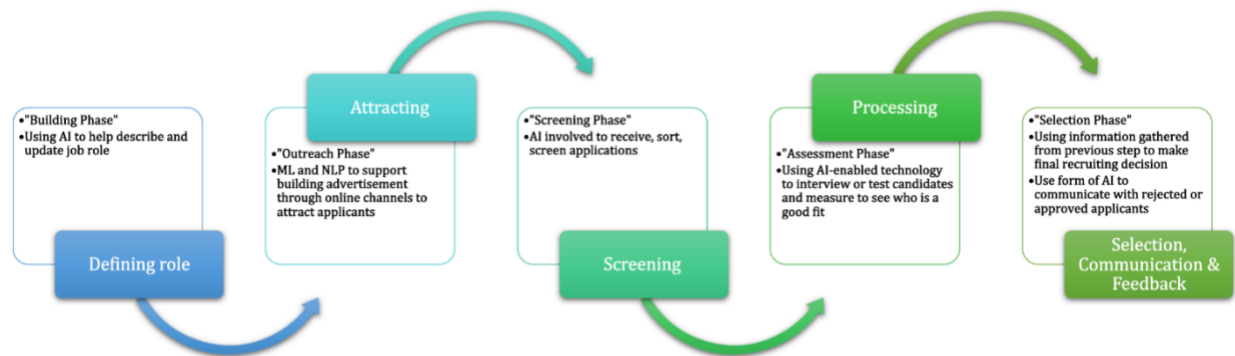 •"Building Phase"
•Using AI to help describe and
update job role
Defining role
Attracting
•"Outreach Phase"
•ML and NLP to support
building advertisement
through online channels to
attract applicants
•"Screening Phase"
•AI involved to receive, sort,
screen applications
Screening
Processing
•"Assessment Phase"
•Using AI-enabled technology
to interview or test candidates
and measure to see who is a
good fit
•"Selection Phase"
•Using information gathered
from previous step to make
final recruiting decision
•Use form of AI to
communicate with rejected or
approved applicants
Selection,
Communication &
Feedback